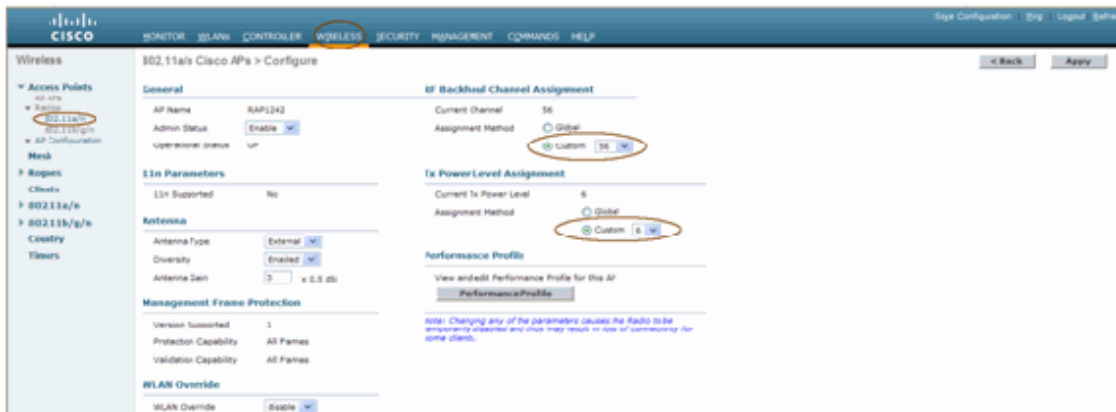 Save Configuration Ping Logout Refre
CISCO
MONITOR WLANs CONTROLLER WIRELESS SECURITY MANAGEMENT COMMANDS HELP
Wireless
802.11a/n Cisco APs > Configure
< Back
Apply
Access Points
All APs
Radios
802.11a/n
802.11b/g/n
AP Configuration
Mesh
Rogues
Clients
802.11a/n
802.11b/g/n
Country
Timers
General
AP Name RAP1242
Admin Status Enable
Operational Status UP
11n Parameters
11n Supported No
Antenna
Antenna Type External
Diversity Enabled
Antenna Gain 3 x 0.5 dBi
Management Frame Protection
Version Supported 1
Protection Capability All Frames
Validation Capability All Frames
WLAN Override
WLAN Override disable
RF Backhaul Channel Assignment
Current Channel 56
Assignment Method Global
Custom 56
Tx Power Level Assignment
Current Tx Power Level 6
Assignment Method Global
Custom 6
Performance Profile
View and edit Performance Profile for this AP
PerformanceProfile
Note: Changing any of the parameters causes the Radio to be
temporarily disabled and thus may result in loss of connectivity for
some clients.